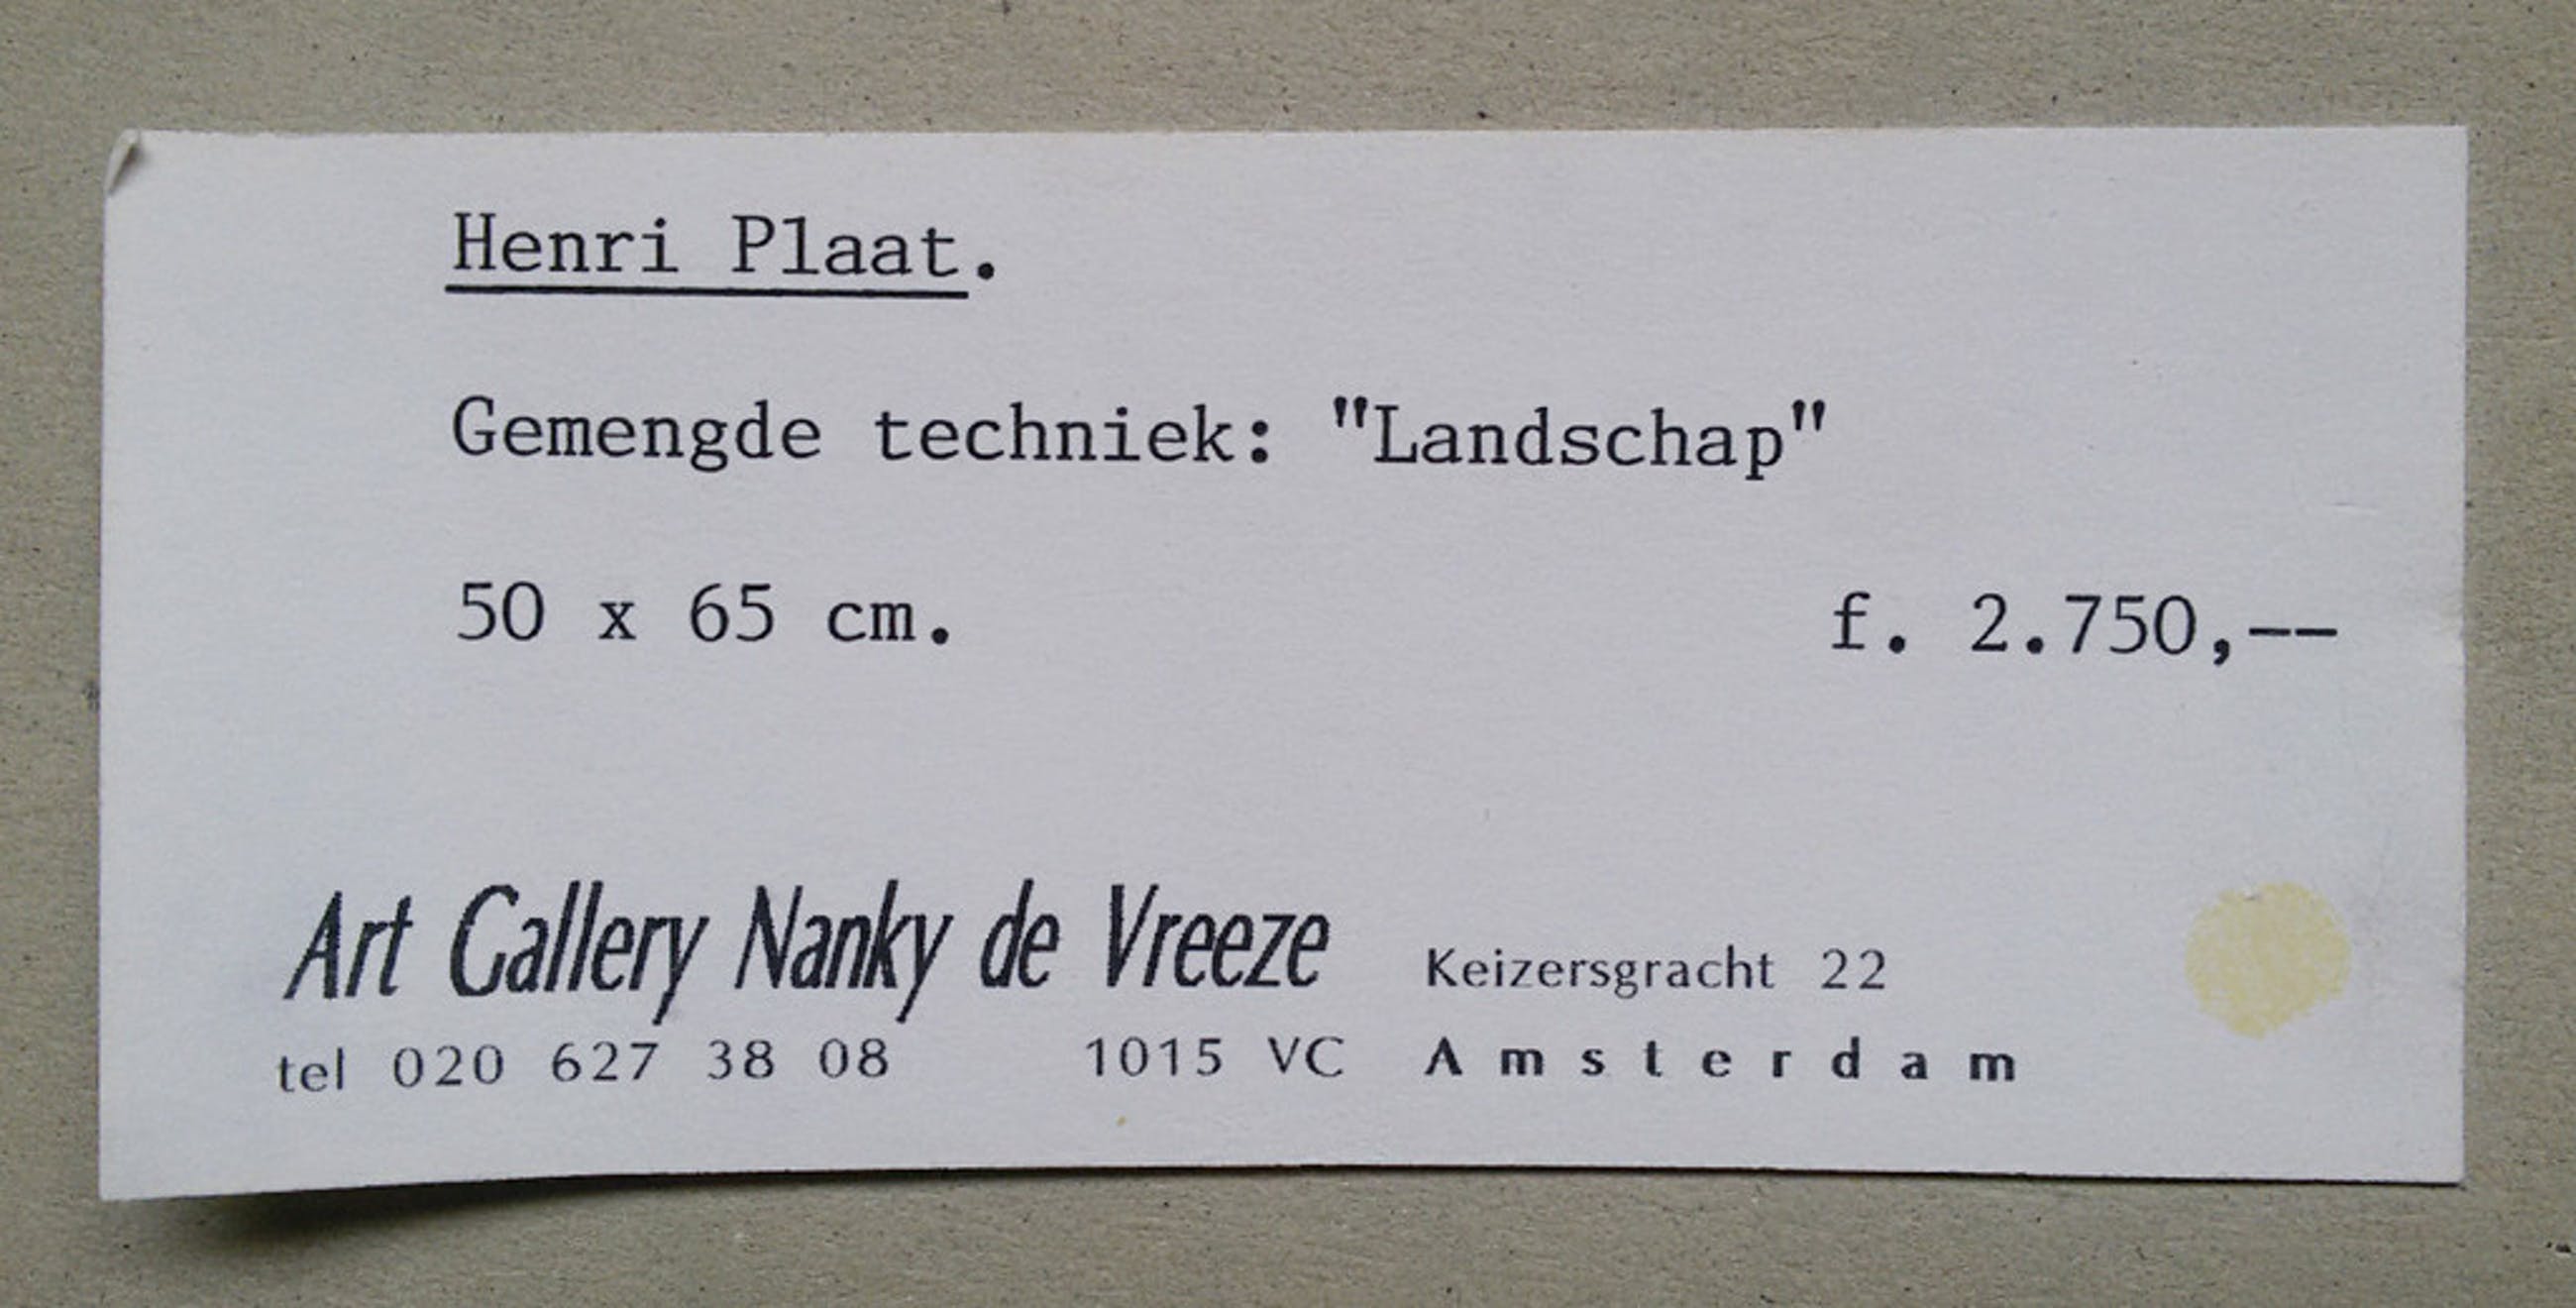 Henri Plaat.
Gemengde techniek: "Landschap"
50 x 65 cm. f. 2.750,--
Art Gallery Nanky de Vreeze Keizersgracht 22
tel 020 627 38 08 1015 VC Amsterdam